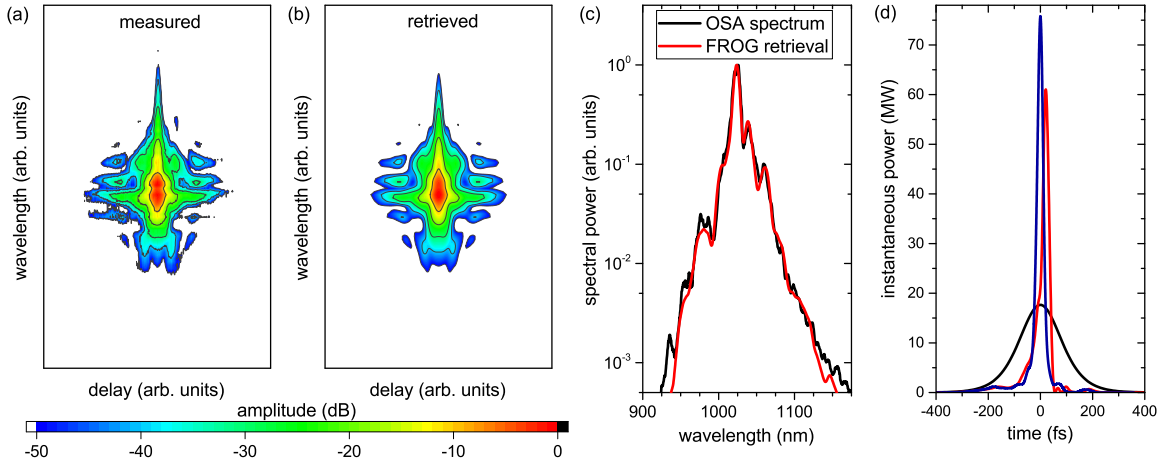 (a)
measured
wavelength (arb. units)
delay (arb. units)
(b)
retrieved
wavelength (arb. units)
delay (arb. units)
amplitude (dB)
-50 -40 -30 -20 -10 0
(c)
OSA spectrum
FROG retrieval
spectral power (arb. units)
10⁰
10⁻¹
10⁻²
10⁻³
900 1000 1100
wavelength (nm)
(d)
instantaneous power (MW)
70
60
50
40
30
20
10
0
-400 -200 0 200 400
time (fs)